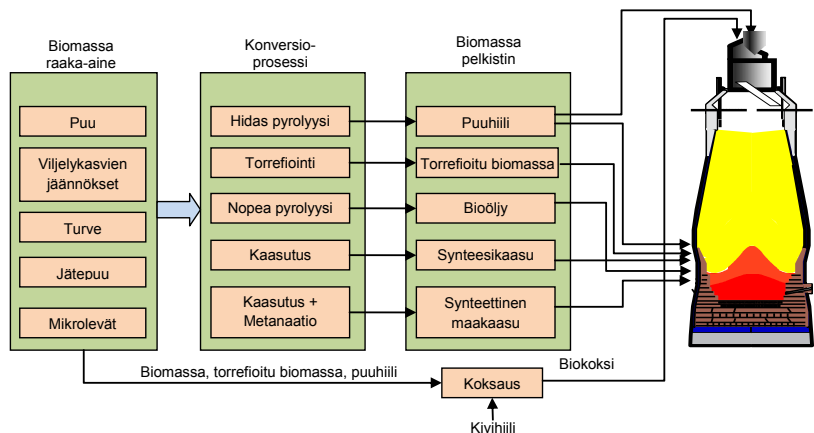 Biomassa
raaka-aine
Puu
Viljelykasvien
jäännökset
Turve
Jätepuu
Mikrolevät
Konversio-
prosessi
Hidas pyrolyysi
Torrefiointi
Nopea pyrolyysi
Kaasutus
Kaasutus +
Metanaatio
Biomassa
pelkistin
Puuhiili
Torrefioitu biomassa
Bioöljy
Synteesikaasu
Synteettinen
maakaasu
Biomassa, torrefioitu biomassa, puuhiili
Koksaus
Biokoksi
Kivihiili